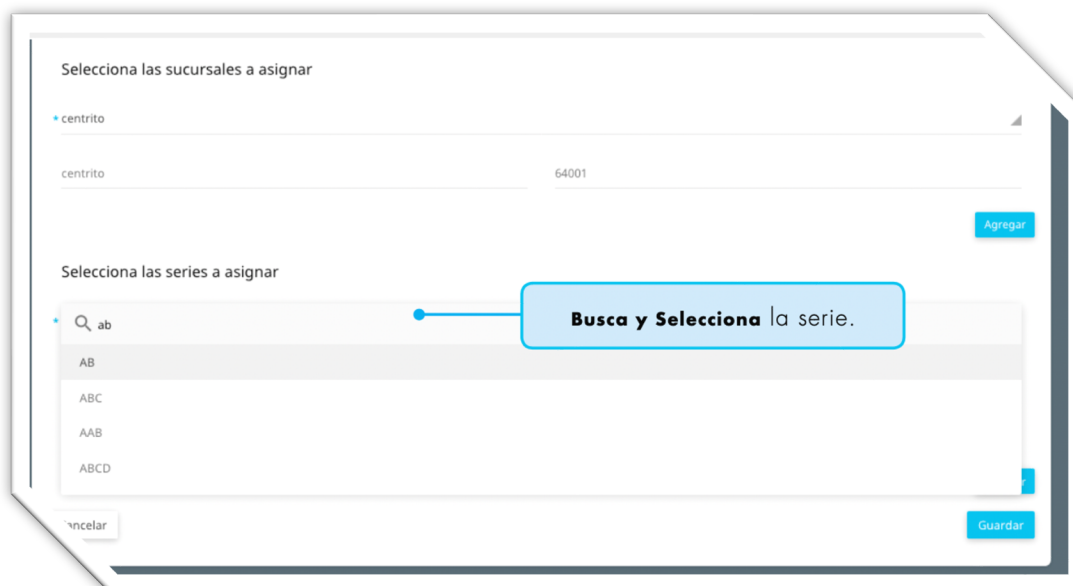 Selecciona las sucursales a asignar
* centrito
centrito 64001
Agregar
Selecciona las series a asignar
* ab
Busca y Selecciona la serie.
AB
ABC
AAB
ABCD
r
ancelar Guardar